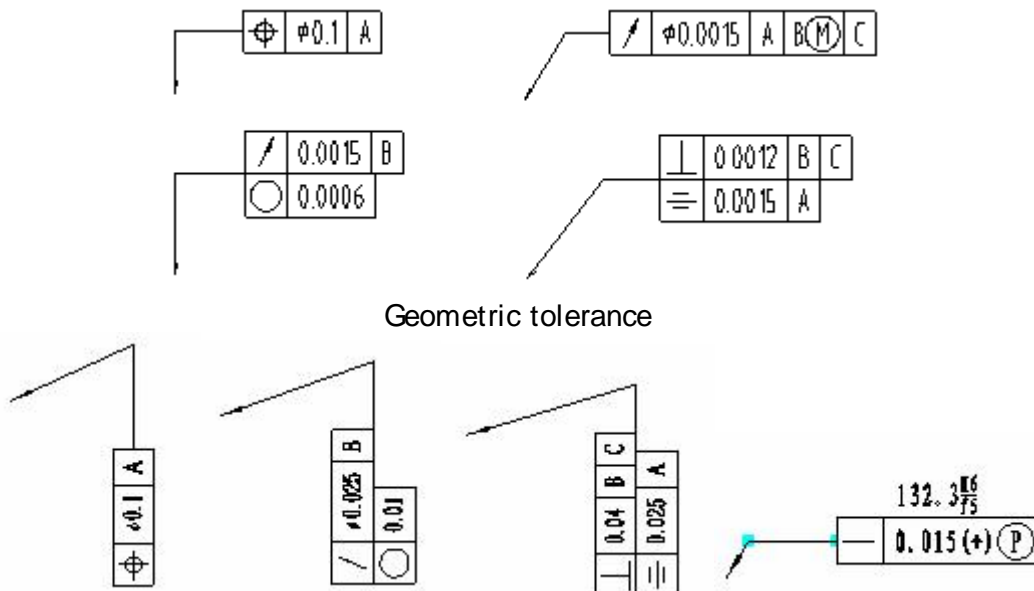 ⌖ φ0.1 A
↗ φ0.0015 A BⓂ C
↗ 0.0015 B
○ 0.0006
⊥ 0.0012 B C
⌯ 0.0015 A
Geometric tolerance
⌖ φ0.1 A
φ0.025 B
○ 0.01
⊥ 0.04 B C
⌯ 0.025 A
132.3 f5
— 0.015(+)Ⓟ